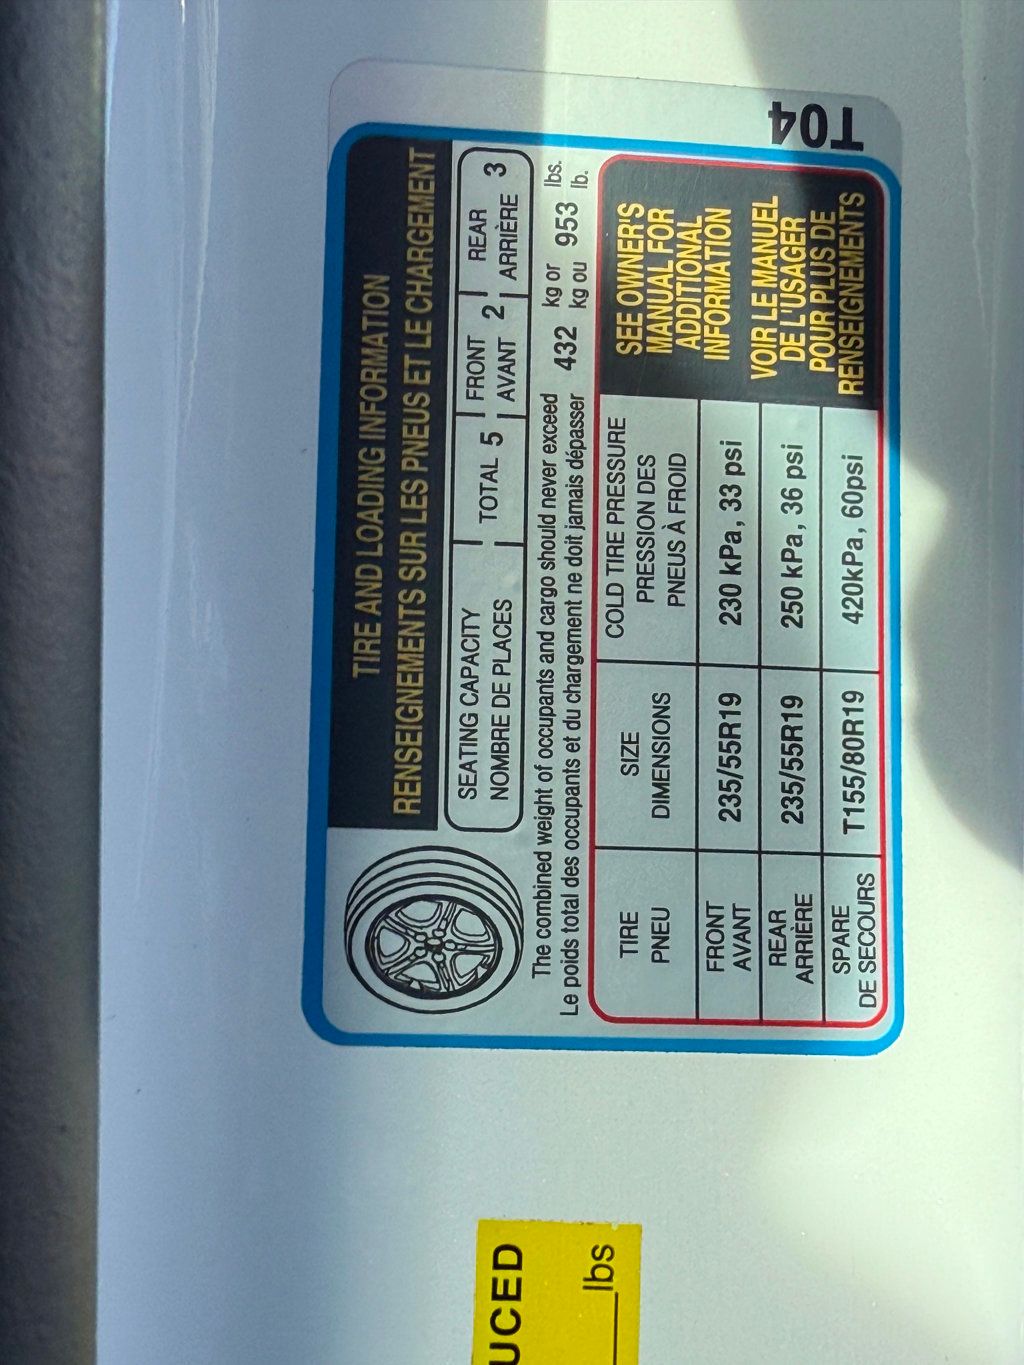 T04
TIRE AND LOADING INFORMATION
RENSEIGNEMENTS SUR LES PNEUS ET LE CHARGEMENT
SEATING CAPACITY
NOMBRE DE PLACES
TOTAL 5
FRONT
AVANT 2
REAR
ARRIÈRE 3
The combined weight of occupants and cargo should never exceed 432 kg or 953 lbs.
Le poids total des occupants et du chargement ne doit jamais dépasser kg ou lb.
TIRE
PNEU
SIZE
DIMENSIONS
COLD TIRE PRESSURE
PRESSION DES
PNEUS À FROID
FRONT
AVANT
235/55R19
230 kPa, 33 psi
REAR
ARRIÈRE
235/55R19
250 kPa, 36 psi
SPARE
DE SECOURS
T155/80R19
420kPa, 60psi
SEE OWNER'S
MANUAL FOR
ADDITIONAL
INFORMATION
VOIR LE MANUEL
DE L'USAGER
POUR PLUS DE
RENSEIGNEMENTS
UCED
lbs